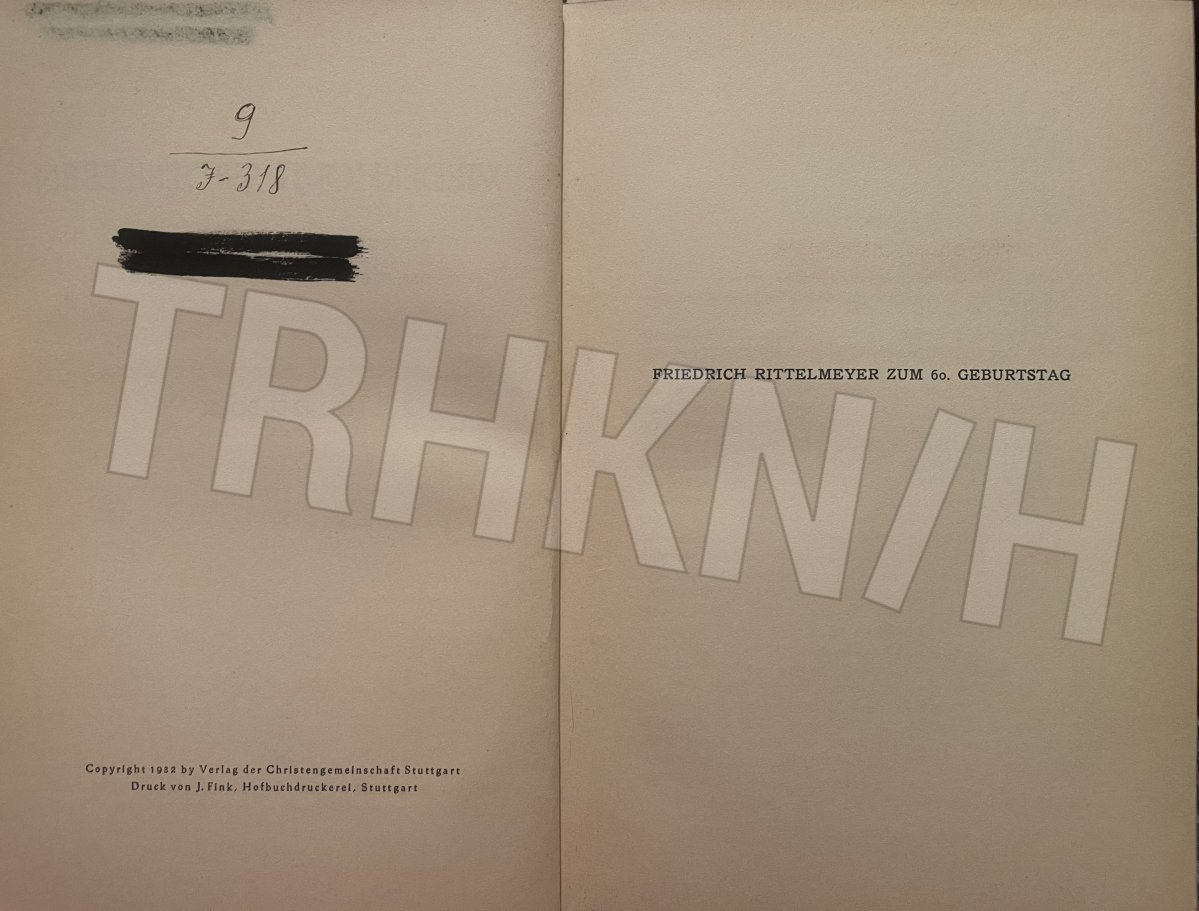 9
J-318
Copyright 1932 by Verlag der Christengemeinschaft Stuttgart
Druck von J. Fink, Hofbuchdruckerei, Stuttgart
FRIEDRICH RITTELMEYER ZUM 60. GEBURTSTAG
TRHKN/H